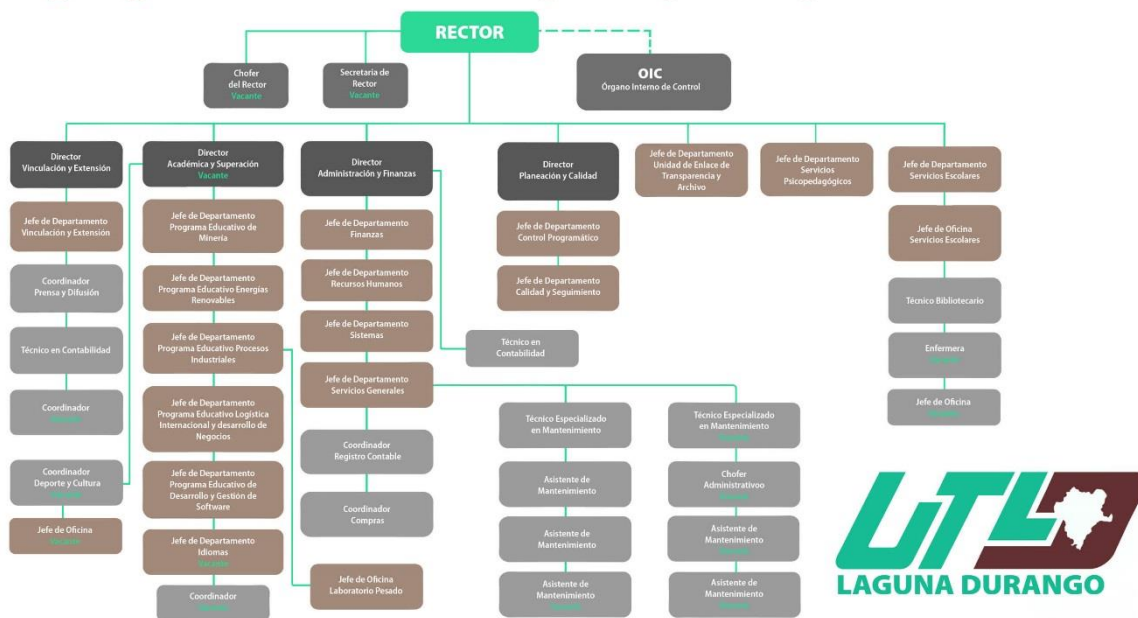 RECTOR
Chofer
del Rector
Vacante
Secretaria de
Rector
Vacante
OIC
Órgano Interno de Control
Director
Vinculación y Extensión
Jefe de Departamento
Vinculación y Extensión
Coordinador
Prensa y Difusión
Técnico en Contabilidad
Coordinador
Coordinador
Deporte y Cultura
Jefe de Oficina
Vacante
Director
Académica y Superación
Vacante
Jefe de Departamento
Programa Educativo de
Minería
Jefe de Departamento
Programa Educativo Energías
Renovables
Jefe de Departamento
Programa Educativo Procesos
Industriales
Jefe de Departamento
Programa Educativo Logística
Internacional y desarrollo de
Negocios
Jefe de Departamento
Programa Educativo de
Desarrollo y Gestión de
Software
Jefe de Departamento
Idiomas
Vacante
Coordinador
Director
Administración y Finanzas
Jefe de Departamento
Finanzas
Jefe de Departamento
Recursos Humanos
Jefe de Departamento
Sistemas
Jefe de Departamento
Servicios Generales
Coordinador
Registro Contable
Coordinador
Compras
Jefe de Oficina
Laboratorio Pesado
Técnico en
Contabilidad
Técnico Especializado
en Mantenimiento
Asistente de
Mantenimiento
Asistente de
Mantenimiento
Asistente de
Mantenimiento
Técnico Especializado
en Mantenimiento
Chofer
Administrativoo
Asistente de
Mantenimiento
Asistente de
Mantenimiento
Director
Planeación y Calidad
Jefe de Departamento
Control Programático
Jefe de Departamento
Calidad y Seguimiento
Jefe de Departamento
Unidad de Enlace de
Transparencia y
Archivo
Jefe de Departamento
Servicios
Psicopedagógicos
Jefe de Departamento
Servicios Escolares
Jefe de Oficina
Servicios Escolares
Técnico Bibliotecario
Enfermera
Jefe de Oficina
UTLD
LAGUNA DURANGO